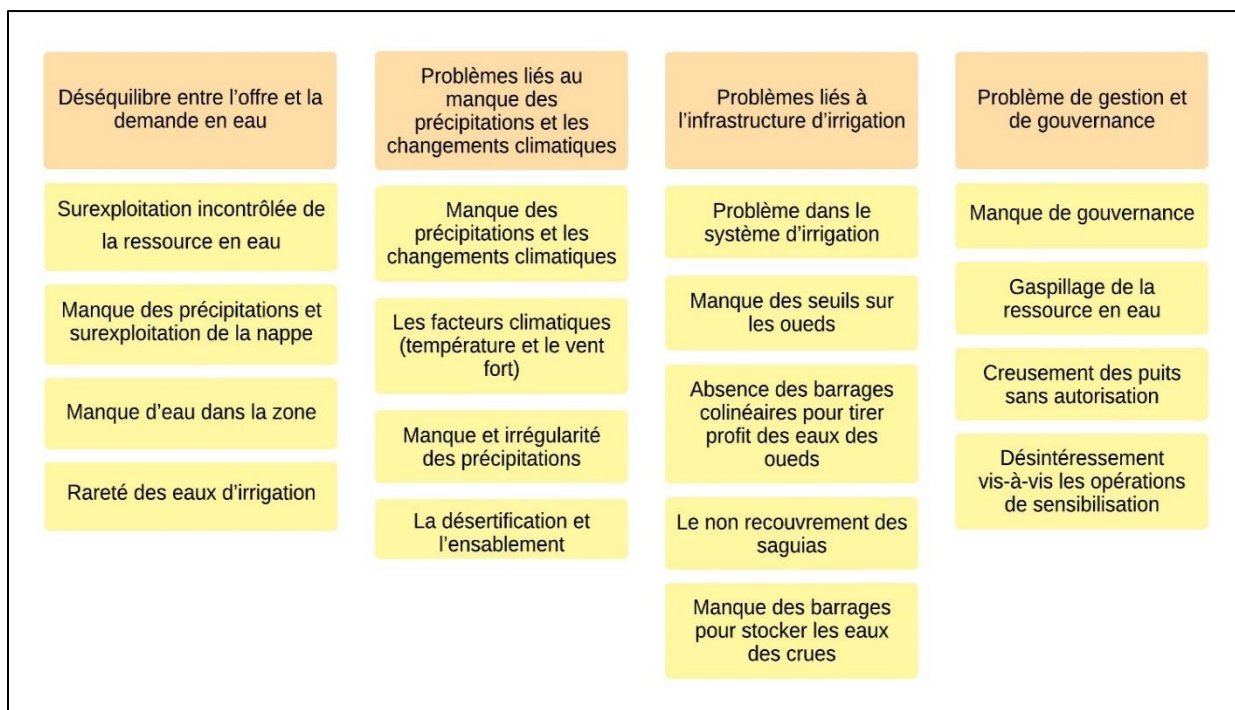 Déséquilibre entre l'offre et la
demande en eau
Surexploitation incontrôlée de
la ressource en eau
Manque des précipitations et
surexploitation de la nappe
Manque d'eau dans la zone
Rareté des eaux d'irrigation
Problèmes liés au
manque des
précipitations et les
changements climatiques
Manque des
précipitations et les
changements climatiques
Les facteurs climatiques
(température et le vent
fort)
Manque et irrégularité
des précipitations
La désertification et
l'ensablement
Problèmes liés à
l'infrastructure d'irrigation
Problème dans le
système d'irrigation
Manque des seuils sur
les oueds
Absence des barrages
colinéaires pour tirer
profit des eaux des
oueds
Le non recouvrement des
saguias
Manque des barrages
pour stocker les eaux
des crues
Problème de gestion et
de gouvernance
Manque de gouvernance
Gaspillage de la
ressource en eau
Creusement des puits
sans autorisation
Désintéressement
vis-à-vis les opérations
de sensibilisation